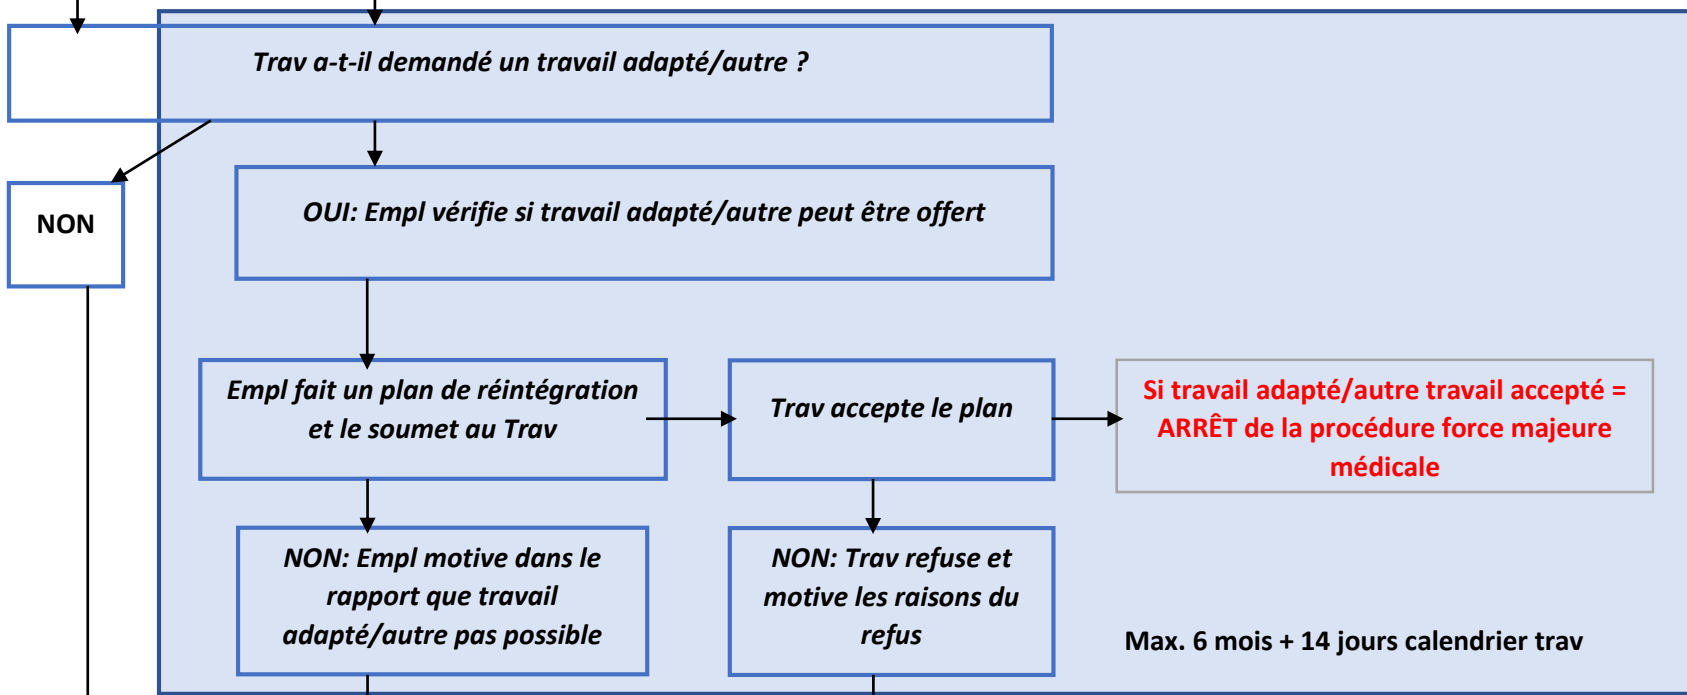 Trav a-t-il demandé un travail adapté/autre ?
NON
OUI: Empl vérifie si travail adapté/autre peut être offert
Empl fait un plan de réintégration
et le soumet au Trav
Trav accepte le plan
Si travail adapté/autre travail accepté =
ARRÊT de la procédure force majeure
médicale
NON: Empl motive dans le
rapport que travail
adapté/autre pas possible
NON: Trav refuse et
motive les raisons du
refus
Max. 6 mois + 14 jours calendrier trav